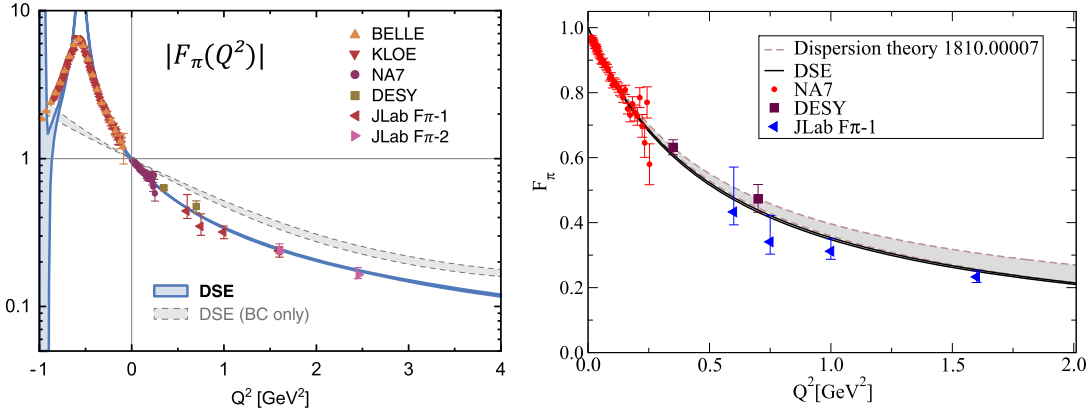 |Fπ(Q²)|
BELLE
KLOE
NA7
DESY
JLab Fπ-1
JLab Fπ-2
DSE
DSE (BC only)
10
1
0.1
-1 0 1 2 3 4
Q² [GeV²]
Dispersion theory 1810.00007
DSE
NA7
DESY
JLab Fπ-1
Fπ
1.0
0.8
0.6
0.4
0.2
0.0
0.0 0.5 1.0 1.5 2.0
Q²[GeV²]